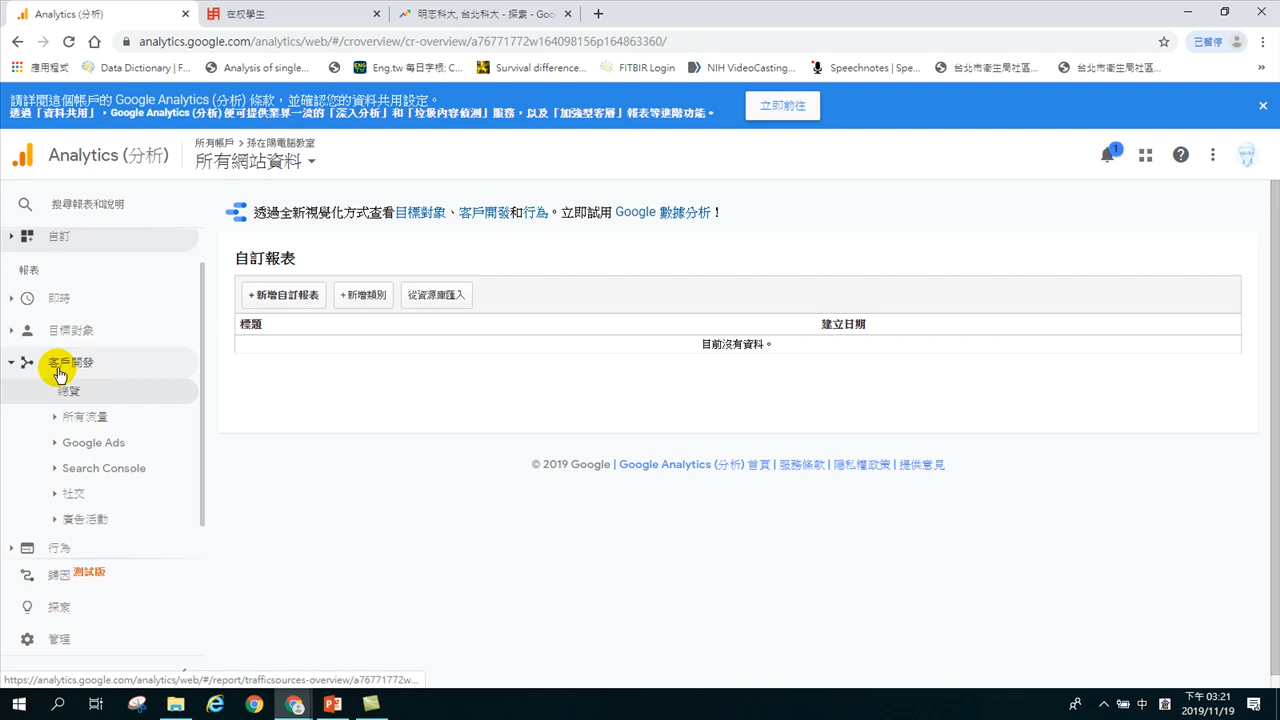 Analytics (分析)
在校學生
明志科大, 台北科大 - 探索 - Goo
analytics.google.com/analytics/web/#/croverview/cr-overview/a76771772w164098156p164863360/
已暫停
應用程式
Data Dictionary | F...
Analysis of single...
Eng.tw 每日字根; C...
Survival difference...
FITBIR Login
NIH VideoCasting...
Speechnotes | Spe...
台北市衛生局社區...
台北市衛生局社區...
請詳閱這個帳戶的 Google Analytics (分析) 條款，並確認您的資料共用設定。
透過「資料共用」，Google Analytics (分析) 便可提供業界一流的「深入分析」和「垃圾內容偵測」服務，以及「加強型客層」報表等進階功能。
立即前往
Analytics (分析)
所有帳戶 > 孫在陽電腦教室
所有網站資料
1
搜尋報表和說明
透過全新視覺化方式查看目標對象、客戶開發和行為。立即試用 Google 數據分析！
自訂
報表
即時
目標對象
客戶開發
總覽
所有流量
Google Ads
Search Console
社交
廣告活動
行為
歸因 測試版
探索
管理
自訂報表
+新增自訂報表
+新增類別
從資源庫匯入
標題
建立日期
目前沒有資料。
© 2019 Google | Google Analytics (分析) 首頁 | 服務條款 | 隱私權政策 | 提供意見
https://analytics.google.com/analytics/web/#/report/trafficsources-overview/a76771772w...
中
下午 03:21
2019/11/19